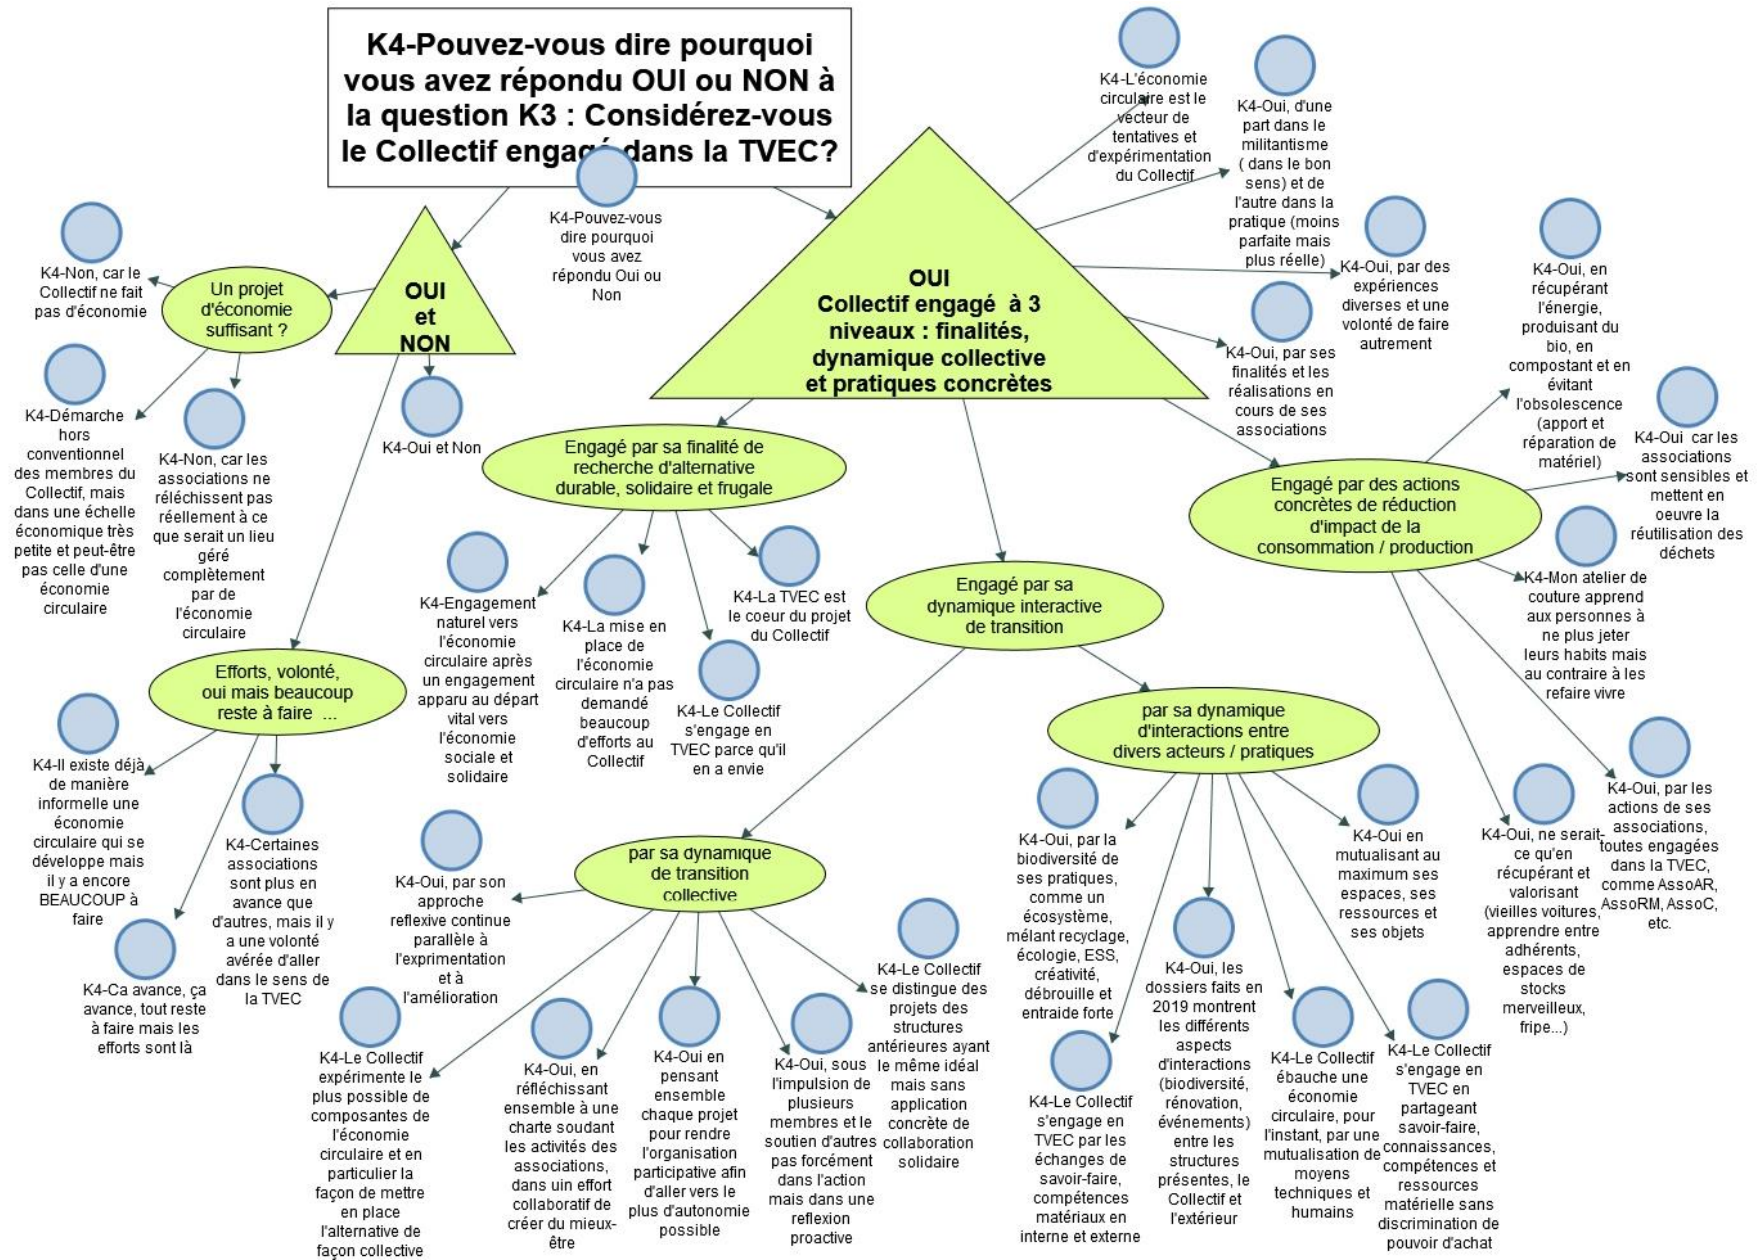 K4-Pouvez-vous dire pourquoi
vous avez répondu OUI ou NON à
la question K3 : Considérez-vous
le Collectif engagé dans la TVEC?
K4-Pouvez-vous
dire pourquoi
vous avez
répondu Oui ou
Non
OUI
et
NON
K4-Oui et Non
Un projet
d'économie
suffisant ?
K4-Non, car le
Collectif ne fait
pas d'économie
K4-Démarche
hors
conventionnel
des membres du
Collectif, mais
dans une échelle
économique très
petite et peut-être
pas celle d'une
économie
circulaire
K4-Non, car les
associations ne
réléchissent pas
réellement à ce
que serait un lieu
géré
complètement
par de
l'économie
circulaire
Efforts, volonté,
oui mais beaucoup
reste à faire ...
K4-Il existe déjà
de manière
informelle une
économie
circulaire qui se
développe mais
il y a encore
BEAUCOUP à
faire
K4-Ca avance, ça
avance, tout reste
à faire mais les
efforts sont là
K4-Certaines
associations
sont plus en
avance que
d'autres, mais il y
a une volonté
avérée d'aller
dans le sens de
la TVEC
OUI
Collectif engagé à 3
niveaux : finalités,
dynamique collective
et pratiques concrètes
K4-L'économie
circulaire est le
vecteur de
tentatives et
d'expérimentation
du Collectif
K4-Oui, d'une
part dans le
militantisme
( dans le bon
sens) et de
l'autre dans la
pratique (moins
parfaite mais
plus réelle)
K4-Oui, par des
expériences
diverses et une
volonté de faire
autrement
K4-Oui, par ses
finalités et les
réalisations en
cours de ses
associations
Engagé par sa finalité de
recherche d'alternative
durable, solidaire et frugale
K4-Engagement
naturel vers
l'économie
circulaire après
un engagement
apparu au départ
vital vers
l'économie
sociale et
solidaire
K4-La mise en
place de
l'économie
circulaire n'a pas
demandé
beaucoup
d'efforts au
Collectif
K4-Le Collectif
s'engage en
TVEC parce qu'il
en a envie
K4-La TVEC est
le coeur du projet
du Collectif
Engagé par sa
dynamique interactive
de transition
par sa dynamique
de transition
collective
K4-Oui, par son
approche
reflexive continue
parallèle à
l'exprimentation
et à
l'amélioration
K4-Le Collectif
expérimente le
plus possible de
composantes de
l'économie
circulaire et en
particulier la
façon de mettre
en place
l'alternative de
façon collective
K4-Oui, en
réfléchissant
ensemble à une
charte soudant
les activités des
associations,
dans uin effort
collaboratif de
créer du mieux-
être
K4-Oui en
pensant
ensemble
chaque projet
pour rendre
l'organisation
participative afin
d'aller vers le
plus d'autonomie
possible
K4-Oui, sous
l'impulsion de
plusieurs
membres et le
soutien d'autres
pas forcément
dans l'action
mais dans une
reflexion
proactive
K4-Le Collectif
se distingue des
projets des
structures
antérieures ayant
le même idéal
mais sans
application
concrète de
collaboration
solidaire
par sa dynamique
d'interactions entre
divers acteurs / pratiques
K4-Oui, par la
biodiversité de
ses pratiques,
comme un
écosystème,
mélant recyclage,
écologie, ESS,
créativité,
débrouille et
entraide forte
K4-Le Collectif
s'engage en
TVEC par les
échanges de
savoir-faire,
compétences
matériaux en
interne et externe
K4-Oui, les
dossiers faits en
2019 montrent
les différents
aspects
d'interactions
(biodiversité,
rénovation,
événements)
entre les
structures
présentes, le
Collectif et
l'extérieur
K4-Le Collectif
ébauche une
économie
circulaire, pour
l'instant, par une
mutualisation de
moyens
techniques et
humains
K4-Le Collectif
s'engage en
TVEC en
partageant
savoir-faire,
connaissances,
compétences et
ressources
matérielle sans
discrimination de
pouvoir d'achat
K4-Oui en
mutualisant au
maximum ses
espaces, ses
ressources et
ses objets
Engagé par des actions
concrètes de réduction
d'impact de la
consommation / production
K4-Oui, en
récupérant
l'énergie,
produisant du
bio, en
compostant et en
évitant
l'obsolescence
(apport et
réparation de
matériel)
K4-Oui car les
associations
sont sensibles et
mettent en
oeuvre la
réutilisation des
déchets
K4-Mon atelier de
couture apprend
aux personnes à
ne plus jeter
leurs habits mais
au contraire à les
refaire vivre
K4-Oui, par les
actions de ses
associations,
toutes engagées
dans la TVEC,
comme AssoAR,
AssoRM, AssoC,
etc.
K4-Oui, ne serait-
ce qu'en
récupérant et
valorisant
(vieilles voitures,
apprendre entre
adhérents,
espaces de
stocks
merveilleux,
fripe...)